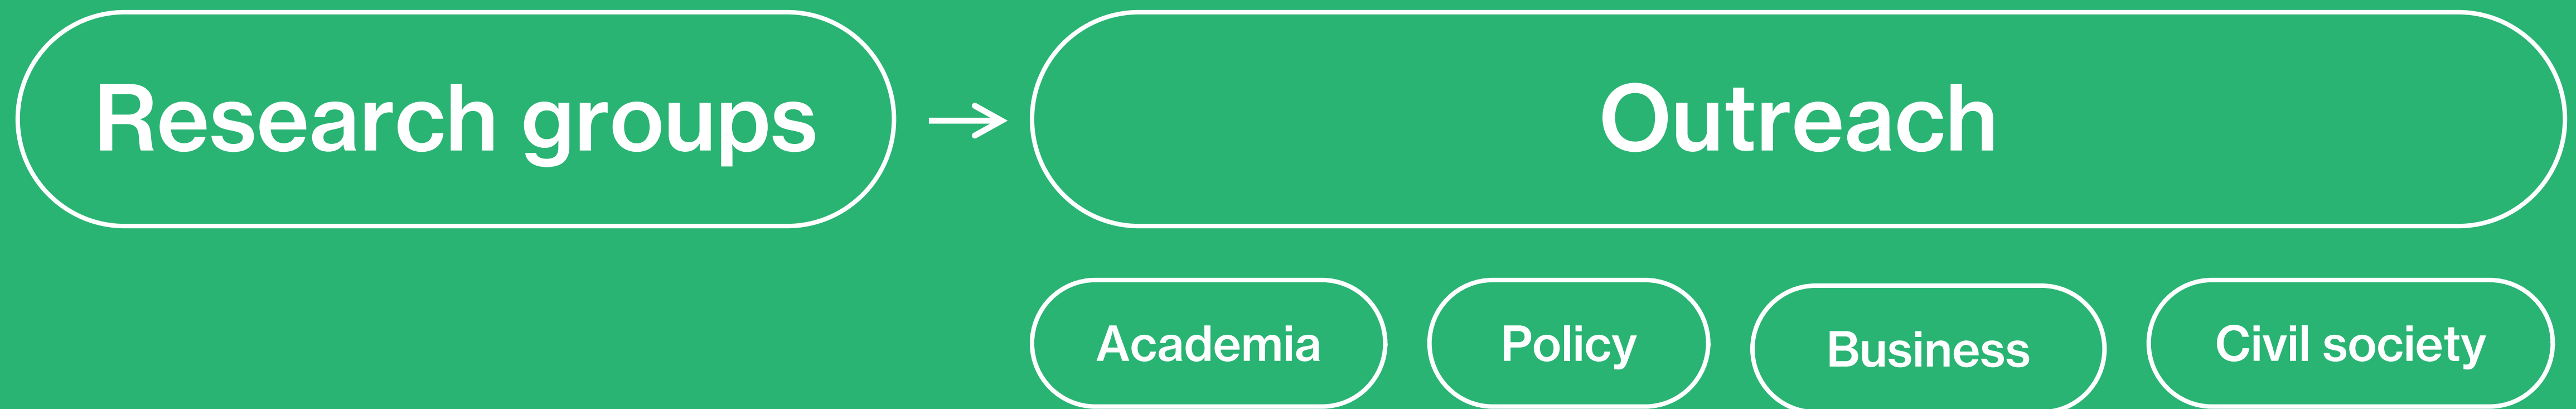 Research groups
Outreach
Academia
Policy
Business
Civil society